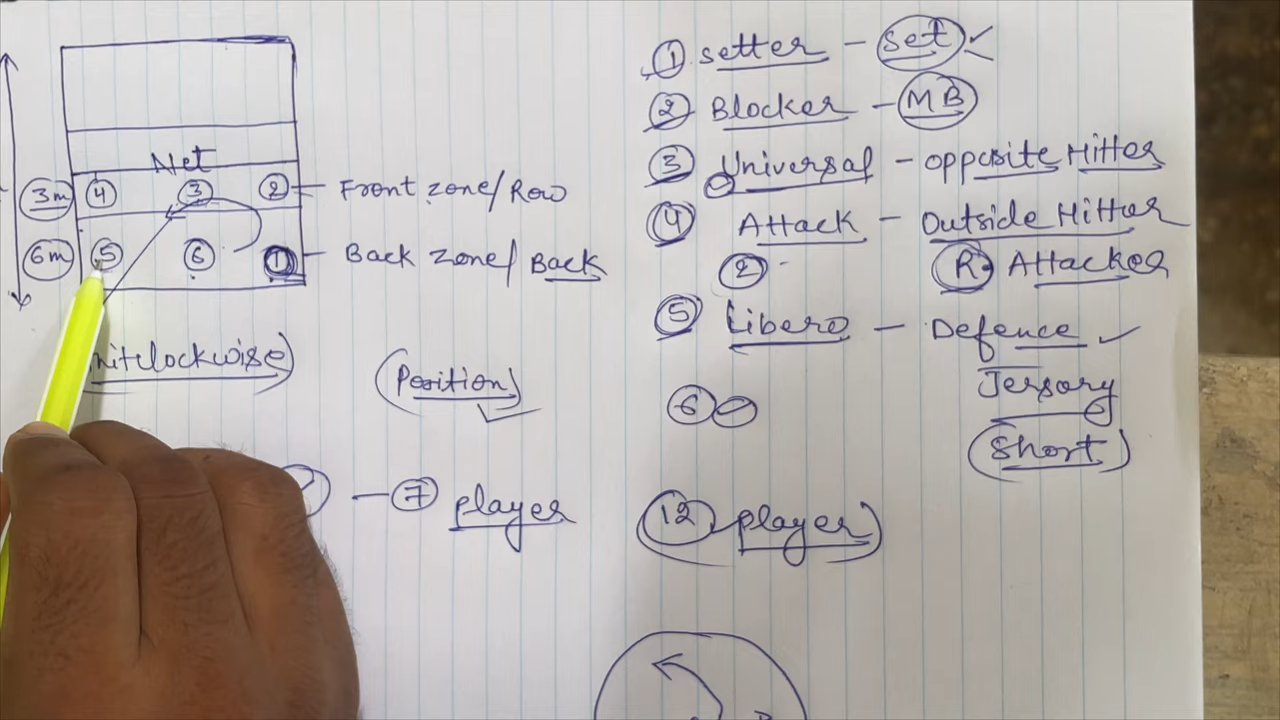 Net
3m 4 3 2 Front zone/Row
6m 5 6 1 Back zone/Back
nitclockwise
(Position)
7 player
1 setter - set
2 Blocker - MB
3 Universal - opposite Hitter
4 Attack - Outside Hitter
2 R Attacker
5 Libero - Defence
Jersory
6 (Short)
12 player)